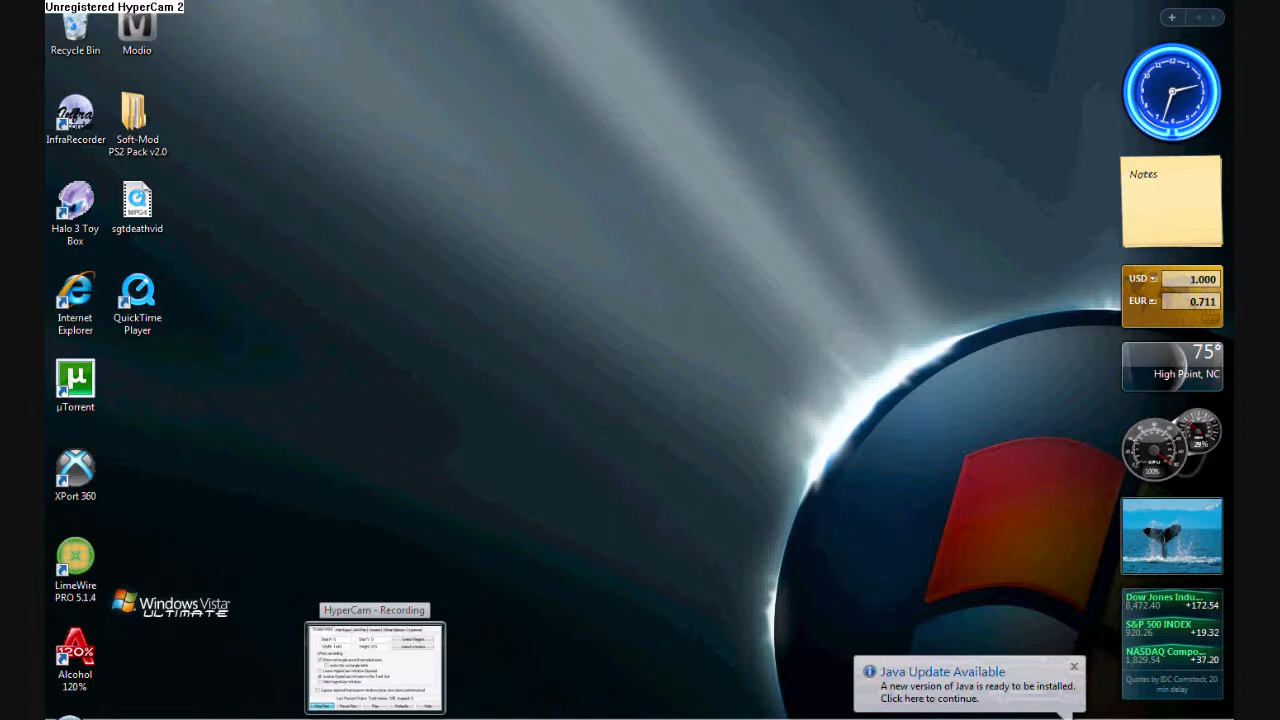 Unregistered HyperCam 2
Recycle Bin
Modio
InfraRecorder
Soft-Mod
PS2 Pack v2.0
Halo 3 Toy
Box
MPG4
sgtdeathvid
Internet
Explorer
QuickTime
Player
µ
µTorrent
XPort 360
LimeWire
PRO 5.1.4
Windows Vista
ULTIMATE
120%
Alcohol
120%
HyperCam - Recording
Notes
USD
1.000
EUR
0.711
75°
High Point, NC
29%
100%
Dow Jones Indu...
8,472.40 +172.54
S&P 500 INDEX
920.26 +19.32
NASDAQ Compo...
1,829.54 +37.20
Quotes by IDC Comstock, 20
min delay
Java Update Available
A new version of Java is ready to be installed.
Click here to continue.